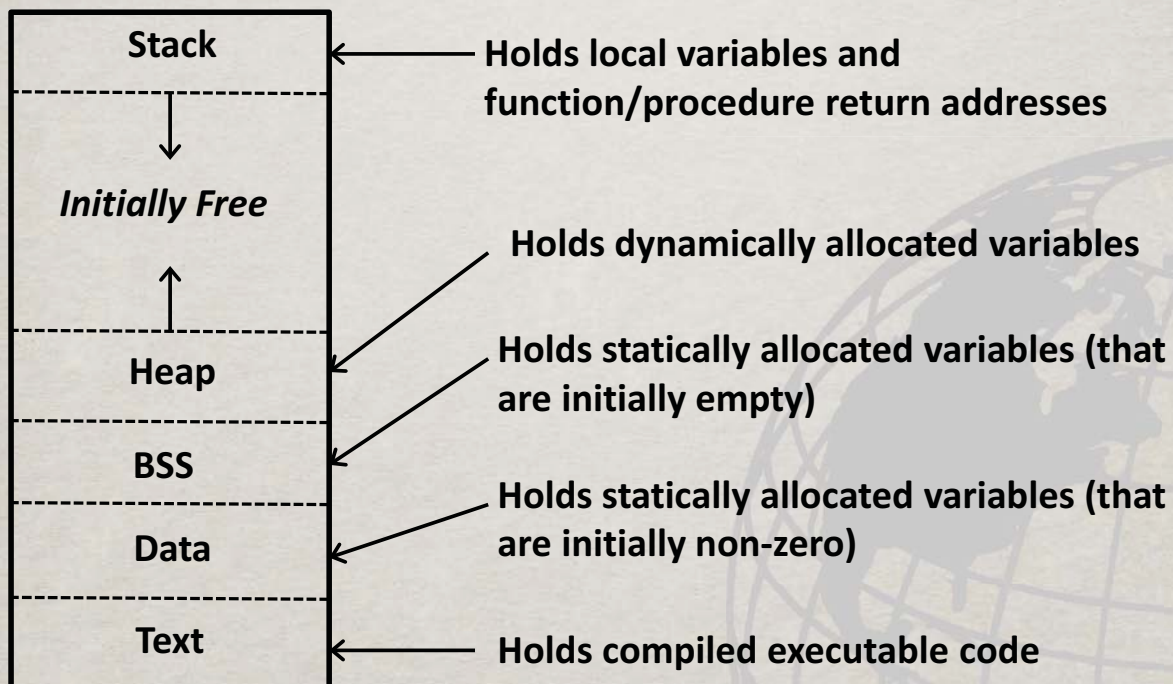 Stack
Holds local variables and
function/procedure return addresses
Initially Free
Holds dynamically allocated variables
Heap
Holds statically allocated variables (that
are initially empty)
BSS
Holds statically allocated variables (that
are initially non-zero)
Data
Text
Holds compiled executable code